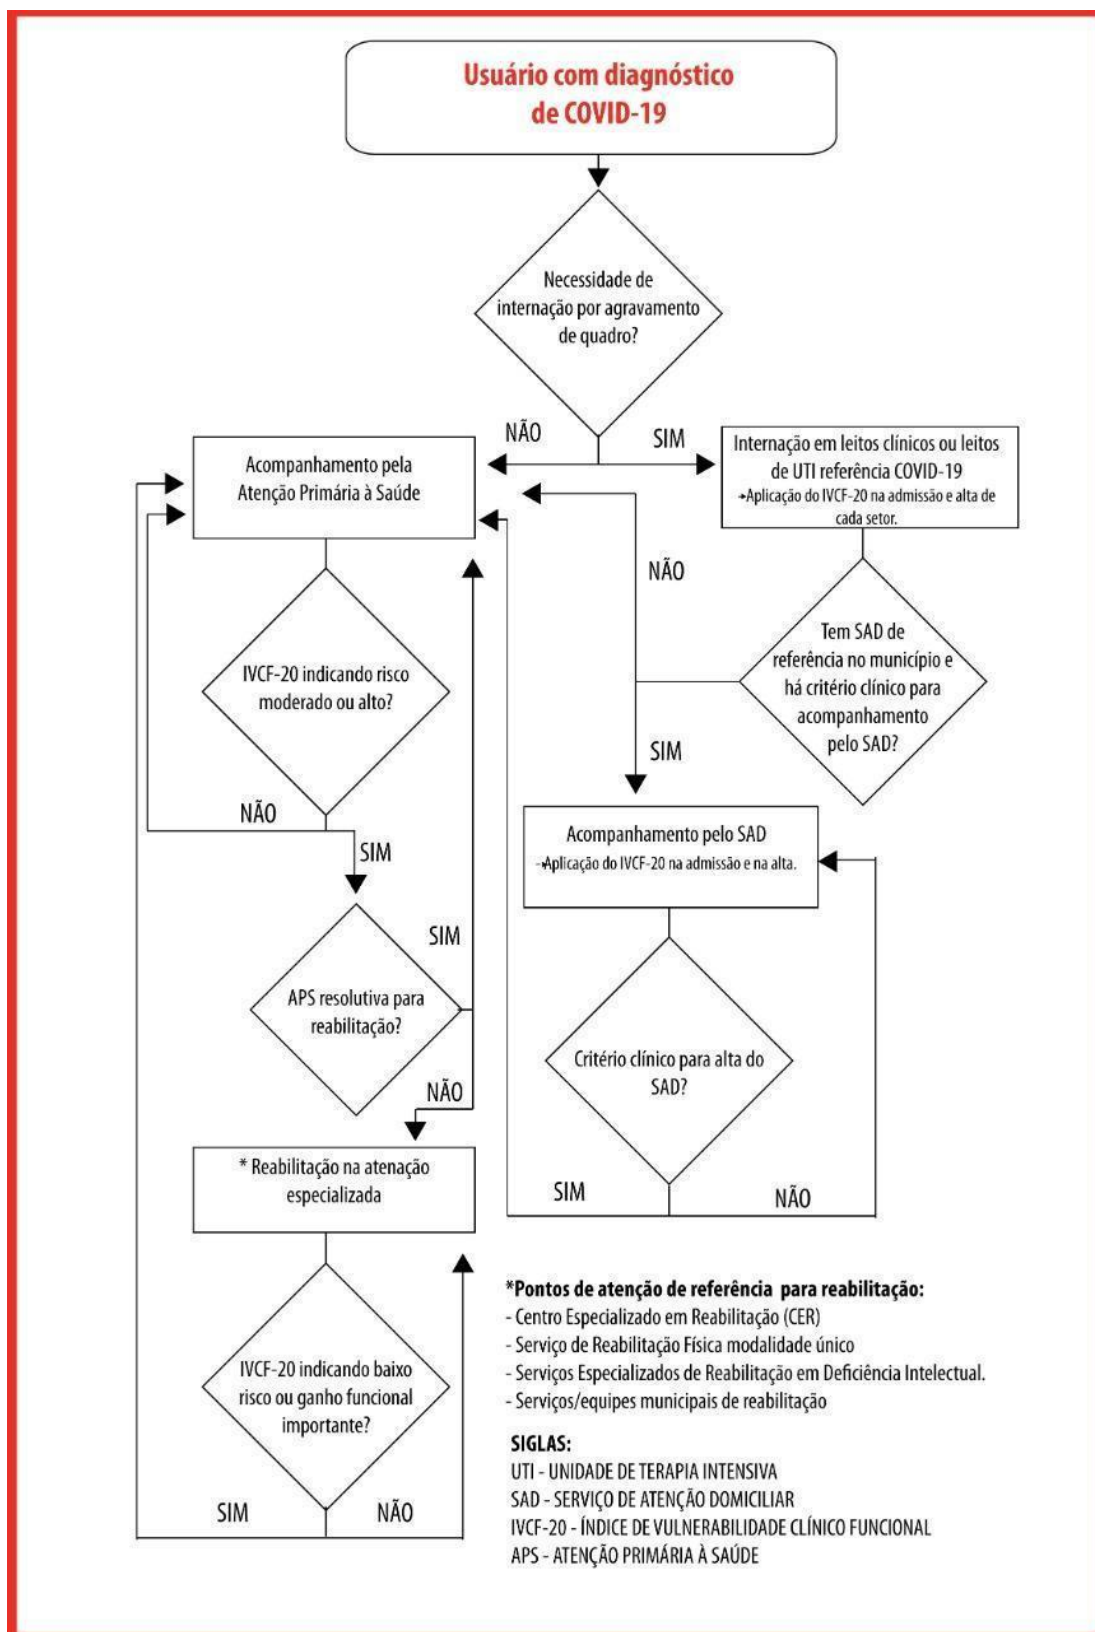 Usuário com diagnóstico
de COVID-19
Necessidade de
internação por agravamento
de quadro?
NÃO
SIM
Acompanhamento pela
Atenção Primária à Saúde
Internação em leitos clínicos ou leitos
de UTI referência COVID-19
→Aplicação do IVCF-20 na admissão e alta de
cada setor.
NÃO
Tem SAD de
referência no município e
há critério clínico para
acompanhamento
pelo SAD?
IVCF-20 indicando risco
moderado ou alto?
SIM
NÃO
SIM
Acompanhamento pelo SAD
→Aplicação do IVCF-20 na admissão e na alta.
SIM
APS resolutiva para
reabilitação?
Critério clínico para alta do
SAD?
NÃO
* Reabilitação na atenação
especializada
SIM
NÃO
IVCF-20 indicando baixo
risco ou ganho funcional
importante?
SIM
NÃO
*Pontos de atenção de referência para reabilitação:
- Centro Especializado em Reabilitação (CER)
- Serviço de Reabilitação Física modalidade único
- Serviços Especializados de Reabilitação em Deficiência Intelectual.
- Serviços/equipes municipais de reabilitação
SIGLAS:
UTI - UNIDADE DE TERAPIA INTENSIVA
SAD - SERVIÇO DE ATENÇÃO DOMICILIAR
IVCF-20 - ÍNDICE DE VULNERABILIDADE CLÍNICO FUNCIONAL
APS - ATENÇÃO PRIMÁRIA À SAÚDE